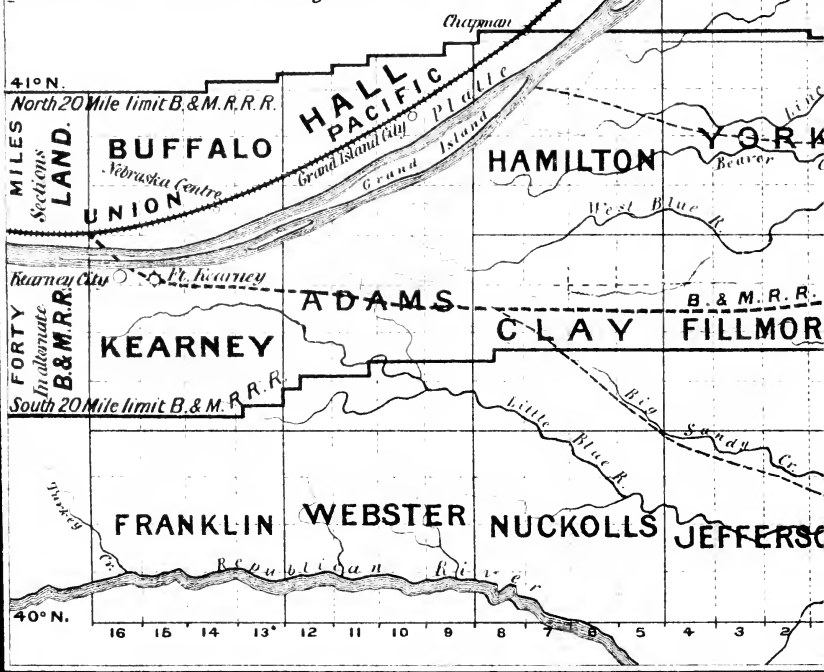 Chapman
41° N.
North 20 Mile limit B. & M. R. R. R.
HALL
PACIFIC
Platte
Grand Island City
Grand Island
MILES
Sections
LAND.
BUFFALO
Nebraska Centre
UNION
HAMILTON
YORK
Beaver
West Blue R.
Kearney City
Ft. Kearney
ADAMS
B. & M. R. R.
CLAY
FILLMOR
FORTY
In alternate
B. & M. R. R.
KEARNEY
South 20 Mile limit B. & M. R. R. R.
Little Blue R
Big Sandy Cr.
Turkey Cr.
FRANKLIN
WEBSTER
NUCKOLLS
JEFFERSO
Republican River
40° N.
16 15 14 13 12 11 10 9 8 7 6 5 4 3 2